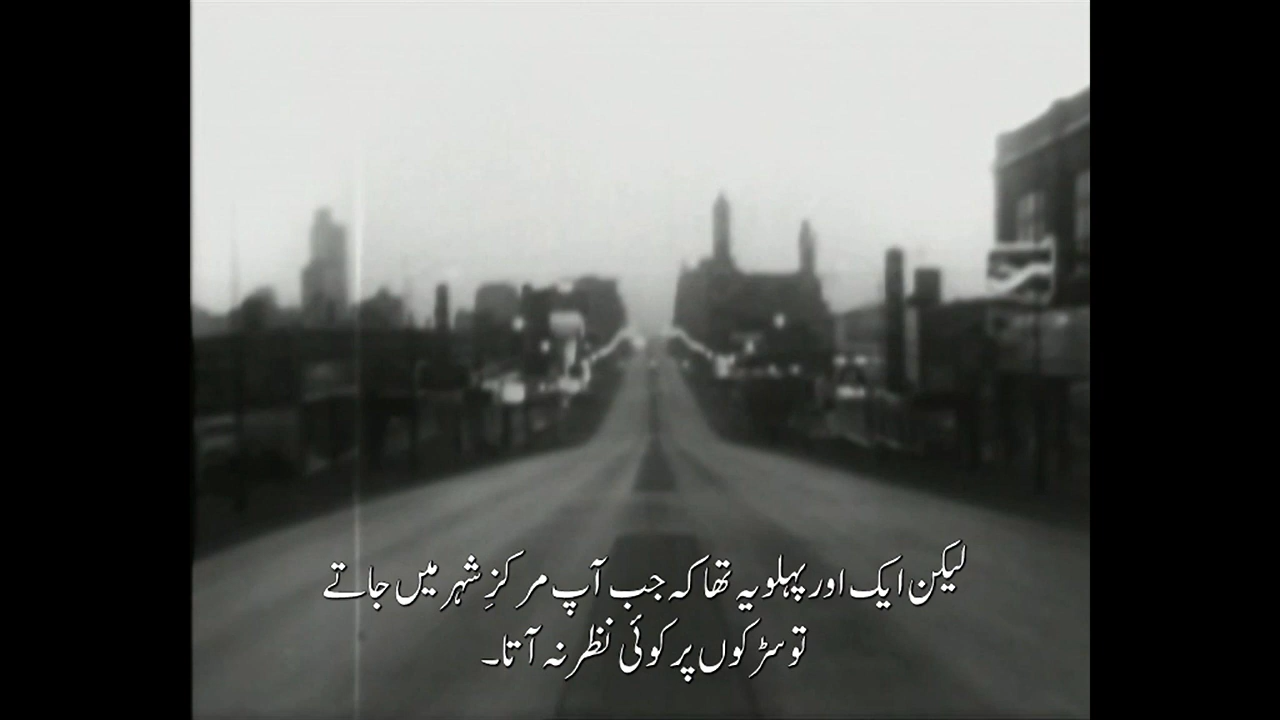 لیکن ایک اور پہلو یہ تھا کہ جب آپ مرکزِ شہر میں جاتے
تو سڑکوں پر کوئی نظر نہ آتا۔